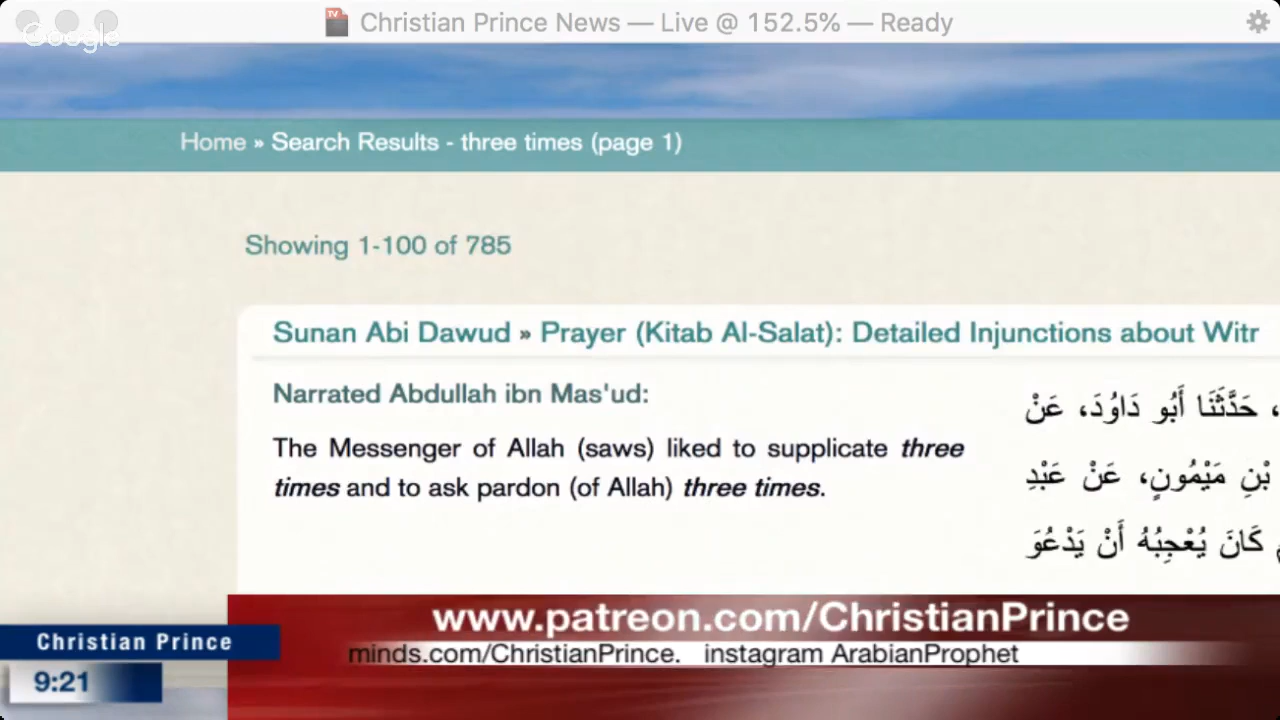 Google
TV
Christian Prince News — Live @ 152.5% — Ready
Home » Search Results - three times (page 1)
Showing 1-100 of 785
Sunan Abi Dawud » Prayer (Kitab Al-Salat): Detailed Injunctions about Witr
Narrated Abdullah ibn Mas'ud:
The Messenger of Allah (saws) liked to supplicate three
times and to ask pardon (of Allah) three times.
، حَدَّثَنَا أَبُو دَاوُدَ، عَنْ
بْنِ مَيْمُونٍ، عَنْ عَبْدِ
كَانَ يُعْجِبُهُ أَنْ يَدْعُوَ
www.patreon.com/ChristianPrince
minds.com/ChristianPrince. instagram ArabianProphet
Christian Prince
9:21